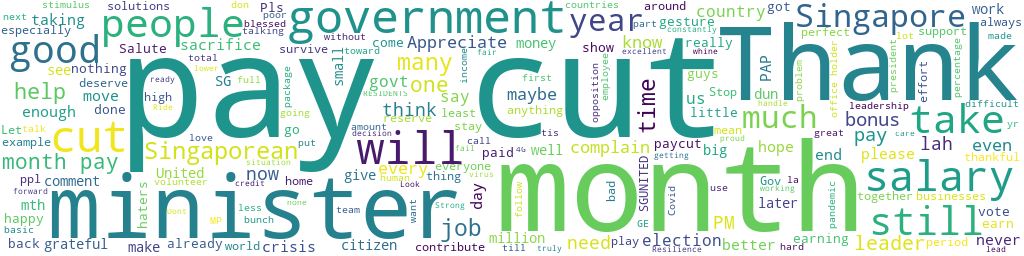 stimulus
next solutions
taking people
don
Pls blessed
government
poor
talking
year
countries
around
part
gesture
constantly
country
got
Singapore
work
always
especially
good
Salute sacrifice
survive
without
come
toward
Appreciate
money
show
excellent
know
whine
really
perfect
lot
support
made
pay cut
Thank
see nothing
total
lower
deserve
SG
full
package
govt
small
many
fair
income
first
one
employee
opposition
guys
PAP
problem
office holder
president
percentage
effort
difficult
help
move
ready
Ride
going
RESIDENTS
think
maybe
us
Stop
dun
handle
leadership
yr
enough
done
high
put
go
amount
decision
say
least
stay
anything
time
little
much
bonus
take
Let
talk
example
cut
love
Singaporean
situation
will
call
fail
tis
well
SGUNITED
complain
paycut
getting
mean
proud
big
hope
great
pay
care
lah
even
month pay
ppl
comment
United
volunteer
now
credit
human
home
every
give
virus
everyone
thing
paid
46
month
bad
Covid
Gov
la
working
end
later
please
together
pandemic
salary
thankful
businesses
mth
forward
happy
basic
haters
MP
minister
less
bunch
none
team
want
Look
Strong
job
day
follow
need
play
GE
PM
use
election
Resilience
still
vote
earn
back
grateful
make
already
world
crisis
citizen
contribute
million
till
truly
better
hard
earning
leader
period
never
lead